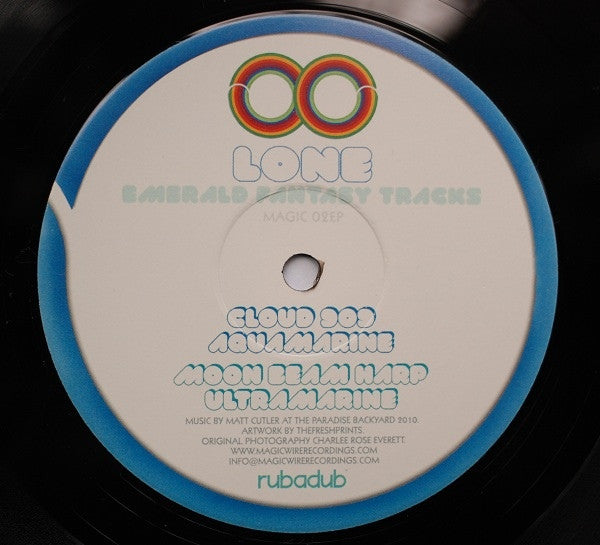 LONE
EMERALD FANTASY TRACKS
MAGIC 02EP
CLOUD 909
AQUAMARINE
MOON BEAM HARP
ULTRAMARINE
MUSIC BY MATT CUTLER AT THE PARADISE BACKYARD 2010.
ARTWORK BY THEFRESHPRINTS.
ORIGINAL PHOTOGRAPHY CHARLEE ROSE EVERETT.
WWW.MAGICWIRERECORDINGS.COM
INFO@MAGICWIRERECORDINGS.COM
rubadub